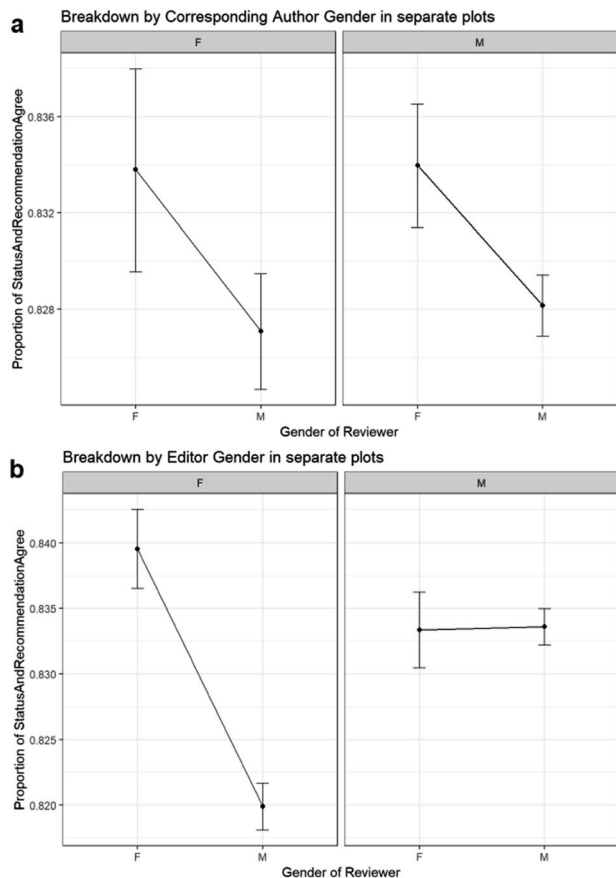 a
Breakdown by Corresponding Author Gender in separate plots
F
M
Proportion of StatusAndRecommendationAgree
0.836
0.832
0.828
F
M
F
M
Gender of Reviewer
b
Breakdown by Editor Gender in separate plots
F
M
Proportion of StatusAndRecommendationAgree
0.840
0.835
0.830
0.825
0.820
F
M
F
M
Gender of Reviewer